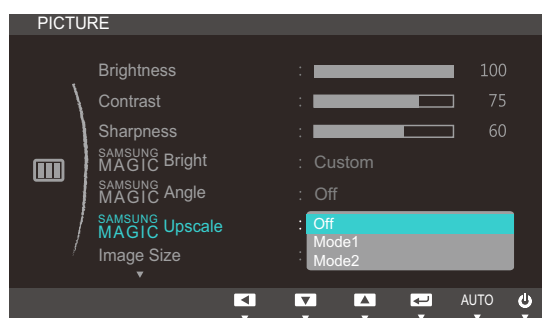 PICTURE
Brightness : 100
Contrast : 75
Sharpness : 60
SAMSUNG MAGIC Bright : Custom
SAMSUNG MAGIC Angle : Off
SAMSUNG MAGIC Upscale : Off
Mode1
Mode2
Image Size :
AUTO